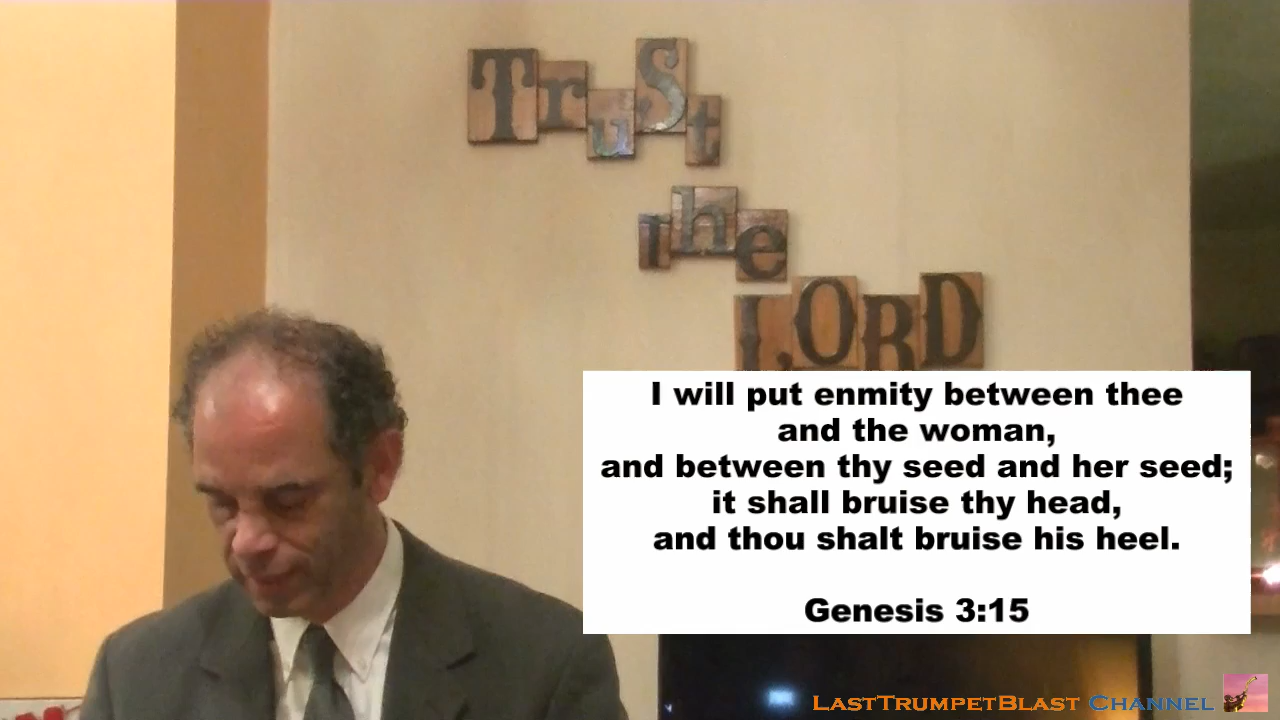 TruSt
The
LORD
I will put enmity between thee
and the woman,
and between thy seed and her seed;
it shall bruise thy head,
and thou shalt bruise his heel.
Genesis 3:15
LastTrumpetBlast Channel